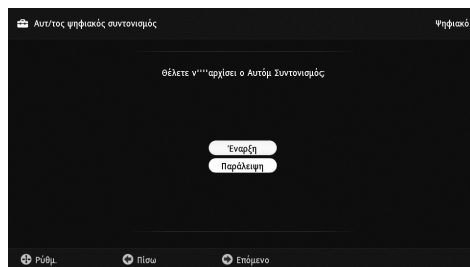 Αυτ/τος ψηφιακός συντονισμός
Ψηφιακό
Θέλετε ν''''αρχίσει ο Αυτόμ Συντονισμός;
Έναρξη
Παράλειψη
Ρύθμ. Πίσω Επόμενο